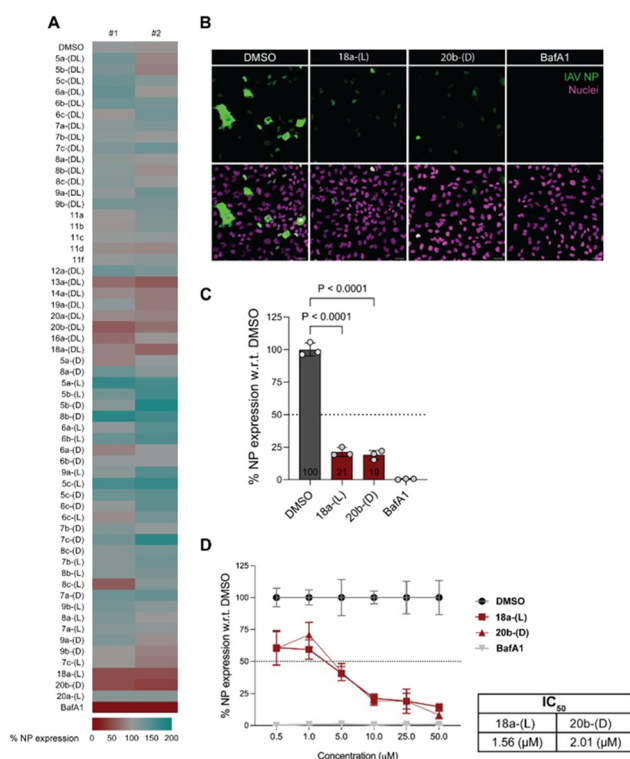 A
#1 #2
DMSO
5a-(DL)
5b-(DL)
5c-(DL)
6a-(DL)
6b-(DL)
6c-(DL)
7a-(DL)
7b-(DL)
7c-(DL)
8a-(DL)
8b-(DL)
8c-(DL)
9a-(DL)
9b-(DL)
11a
11b
11c
11d
11f
12a-(DL)
13a-(DL)
14a-(DL)
19a-(DL)
20a-(DL)
20b-(DL)
16a-(DL)
18a-(DL)
5a-(D)
8a-(D)
5a-(L)
5b-(L)
5b-(D)
8b-(D)
6a-(L)
6b-(L)
6a-(D)
6b-(D)
9a-(L)
5c-(L)
5c-(D)
6c-(D)
6c-(L)
7b-(D)
7c-(D)
8c-(D)
7b-(L)
8b-(L)
8c-(L)
7a-(D)
9b-(L)
8a-(L)
7a-(L)
9a-(D)
9b-(D)
7c-(L)
18a-(L)
20b-(D)
20a-(L)
BafA1
% NP expression
0 50 100 150 200
B
DMSO 18a-(L) 20b-(D) BafA1
IAV NP
Nuclei
C
P < 0.0001
P < 0.0001
% NP expression w.r.t. DMSO
125
100
75
50
25
0
100 21 19
DMSO 18a-(L) 20b-(D) BafA1
D
% NP expression w.r.t. DMSO
125
100
75
50
25
0
0.5 1.0 5.0 10.0 25.0 50.0
Concentration (μM)
DMSO
18a-(L)
20b-(D)
BafA1
IC50
18a-(L) 20b-(D)
1.56 (μM) 2.01 (μM)